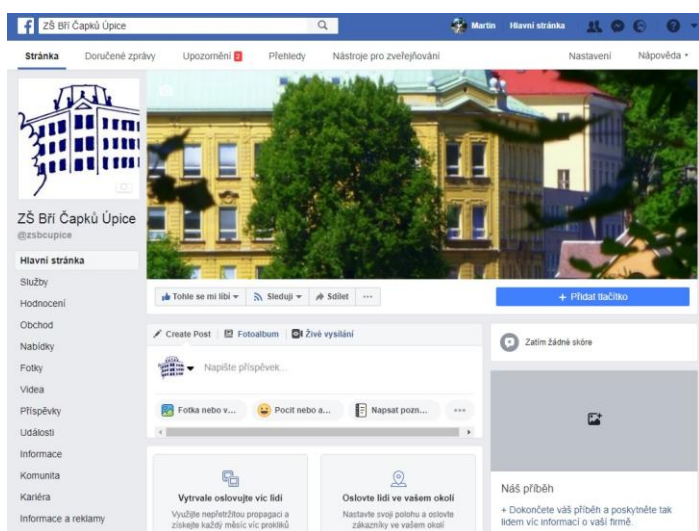 ZŠ Bří Čapků Úpice
Martin Hlavní stránka
Stránka Doručené zprávy Upozornění 2 Přehledy Nástroje pro zveřejňování Nastavení Nápověda
ZŠ Bří Čapků Úpice
@zsbcupice
Hlavní stránka
Služby
Hodnocení
Obchod
Nabídky
Fotky
Videa
Příspěvky
Události
Informace
Komunita
Kariéra
Informace a reklamy
Tohle se mi líbí Sleduji Sdílet ...
+ Přidat tlačítko
Create Post Fotoalbum Živé vysílání
Napište příspěvek...
Fotka nebo v... Pocit nebo a... Napsat pozn... ...
Vytrvale oslovujte víc lidí
Využijte nepřetržitou propagaci a
získejte každý měsíc víc prokliků
Oslovte lidi ve vašem okolí
Nastavte svoji polohu a oslovte
zákazníky ve vašem okolí
Zatím žádné skóre
Náš příběh
+ Dokončete váš příběh a poskytněte tak
lidem víc informací o vaší firmě.